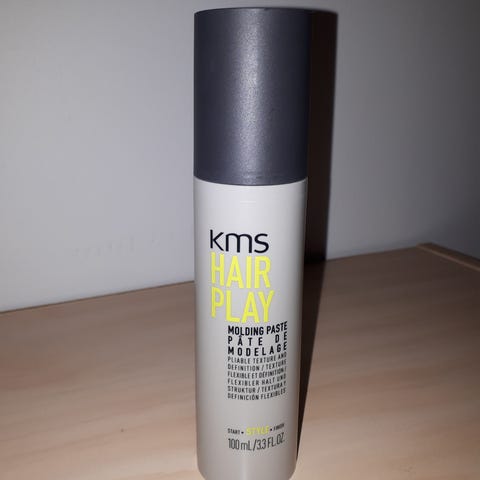 kms
HAIR
PLAY
MOLDING PASTE
PÂTE DE
MODELAGE
PLIABLE TEXTURE AND
DEFINITION / TEXTURE
FLEXIBLE ET DÉFINITION /
FLEXIBLER HALT UND
STRUKTUR / TEXTURA Y
DEFINICIÓN FLEXIBLES
START + STYLE + FINISH
100 mL/3.3 FL.OZ.